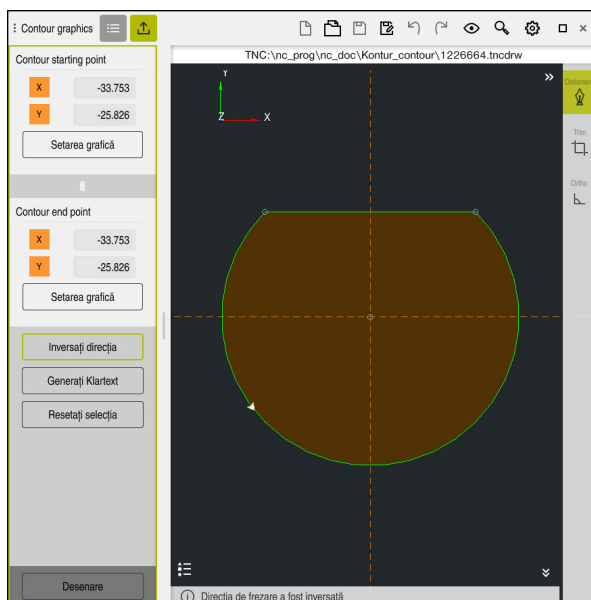 Contour graphics
TNC:\nc_prog\nc_doc\Kontur_contour\1226664.tncdrw
Contour starting point
X -33.753
Y -25.826
Setarea grafică
Contour end point
X -33.753
Y -25.826
Setarea grafică
Inversați direcția
Generați Klartext
Resetați selecția
Desenare
Y
Z X
Desenare
Trim
Ortho
Direcția de frezare a fost inversată